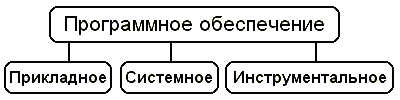 Программное обеспечение
Прикладное Системное Инструментальное